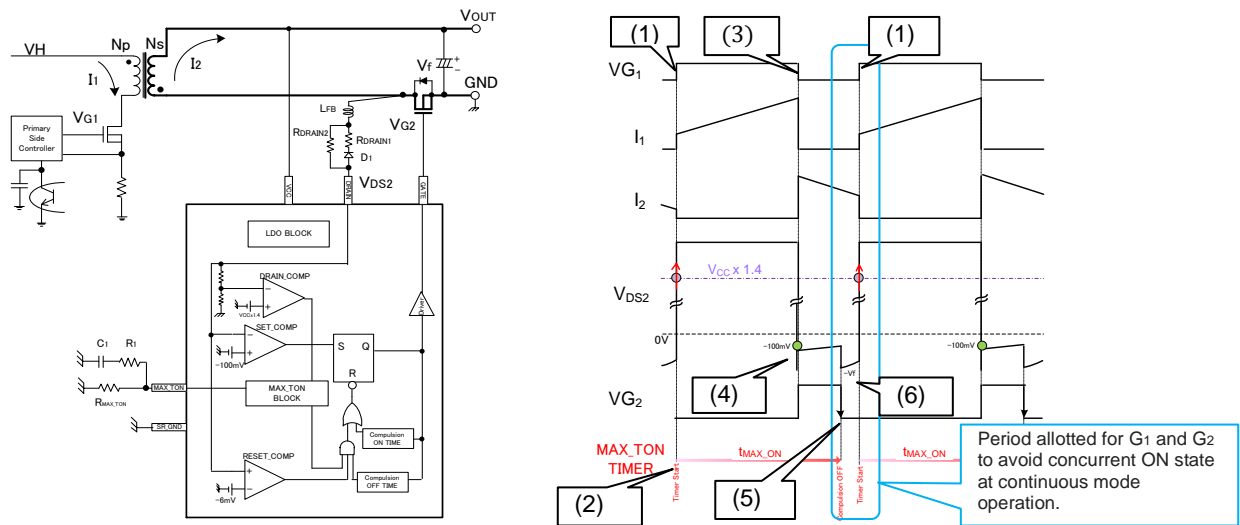 VOUT
VH
Np
Ns
I1
I2
Vf
+
−
GND
LFB
VG1
VG2
RDRAIN2
RDRAIN1
D1
Primary
Side
Controller
VDS2
VCC
DRAIN
GATE
LDO BLOCK
DRAIN_COMP
−
+
VCC×1.4
Driver
SET_COMP
−
+
-100mV
S
Q
R
C1
R1
MAX_TON
RMAX_TON
MAX_TON
BLOCK
SR_GND
Compulsion
ON TIME
RESET_COMP
+
−
-6mV
Compulsion
OFF TIME
(1)
(3)
(1)
VG1
I1
I2
VCC x 1.4
VDS2
0V
-100mV
-100mV
(4)
-Vf
(6)
VG2
MAX_TON
TIMER
tMAX_ON
tMAX_ON
Timer Start
Compulsion OFF
Timer Start
(2)
(5)
Period allotted for G1 and G2
to avoid concurrent ON state
at continuous mode
operation.